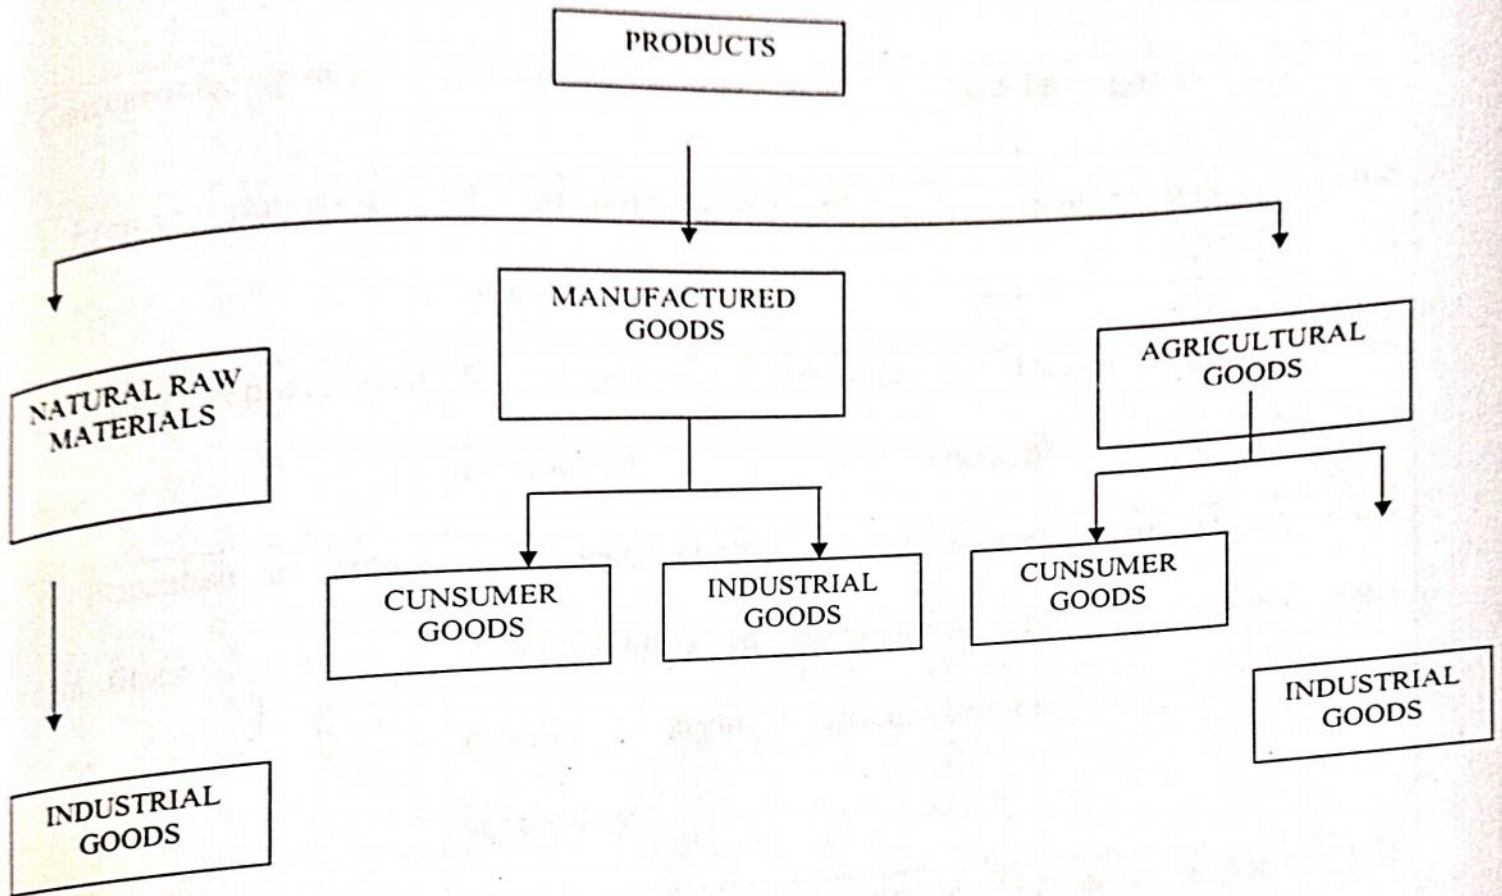 PRODUCTS
MANUFACTURED
GOODS
AGRICULTURAL
GOODS
NATURAL RAW
MATERIALS
CUNSUMER
GOODS
INDUSTRIAL
GOODS
CUNSUMER
GOODS
INDUSTRIAL
GOODS
INDUSTRIAL
GOODS